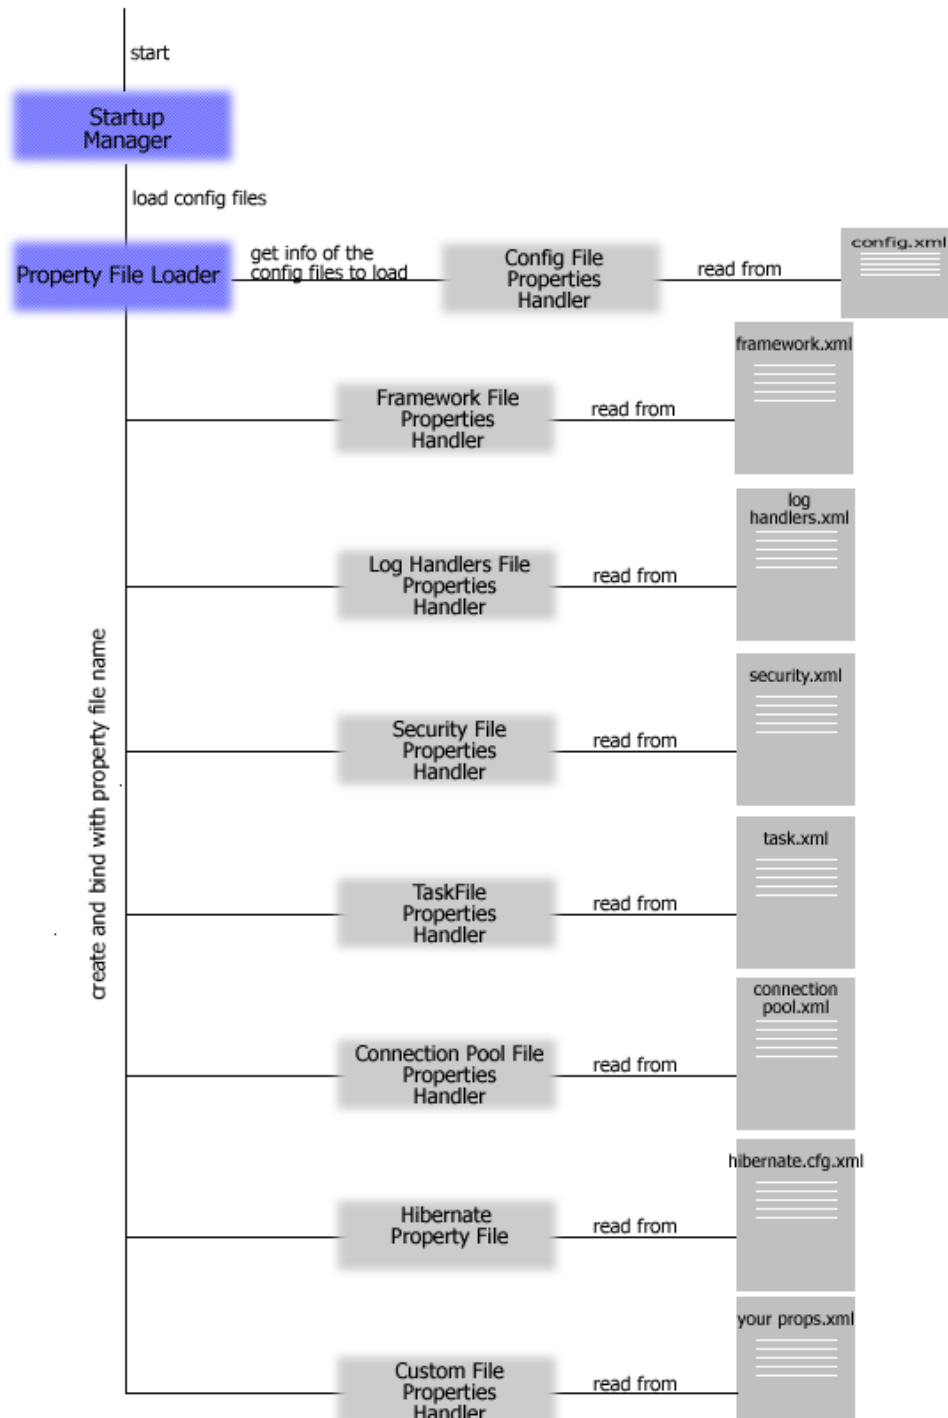 start
Startup
Manager
load config files
Property File Loader
get info of the
config files to load
Config File
Properties
Handler
read from
config.xml
Framework File
Properties
Handler
read from
framework.xml
Log Handlers File
Properties
Handler
read from
log
handlers.xml
create and bind with property file name
Security File
Properties
Handler
read from
security.xml
TaskFile
Properties
Handler
read from
task.xml
Connection Pool File
Properties
Handler
read from
connection
pool.xml
Hibernate
Property File
read from
hibernate.cfg.xml
Custom File
Properties
Handler
read from
your props.xml